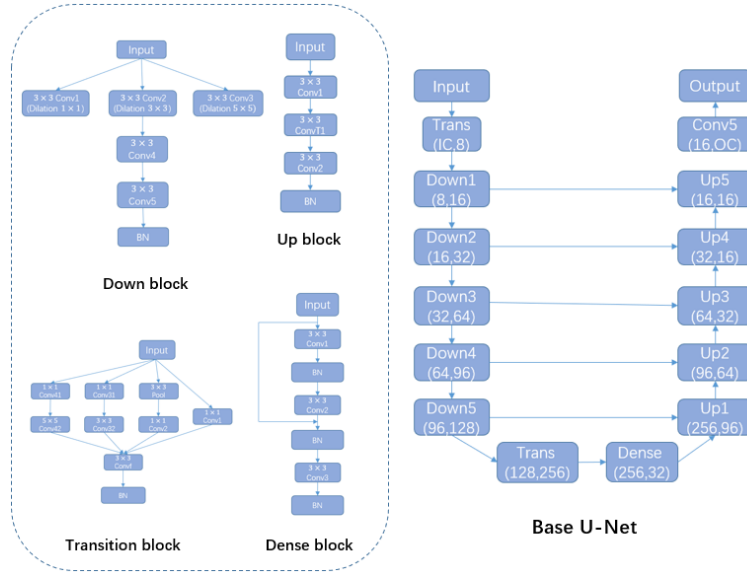 Input
3 × 3 Conv1
(Dilation 1 × 1)
3 × 3 Conv2
(Dilation 3 × 3)
3 × 3 Conv3
(Dilation 5 × 5)
3 × 3
Conv4
3 × 3
Conv5
BN
Down block
Input
3 × 3
Conv1
3 × 3
ConvT1
3 × 3
Conv2
BN
Up block
Input
1 × 1
Conv41
1 × 1
Conv31
3 × 3
Pool
1 × 1
Conv1
5 × 5
Conv42
3 × 3
Conv32
1 × 1
Conv2
3 × 3
Convf
BN
Transition block
Input
3 × 3
Conv1
BN
3 × 3
Conv2
BN
3 × 3
Conv3
BN
Dense block
Input
Trans
(IC,8)
Down1
(8,16)
Down2
(16,32)
Down3
(32,64)
Down4
(64,96)
Down5
(96,128)
Trans
(128,256)
Dense
(256,32)
Up1
(256,96)
Up2
(96,64)
Up3
(64,32)
Up4
(32,16)
Up5
(16,16)
Conv5
(16,OC)
Output
Base U-Net